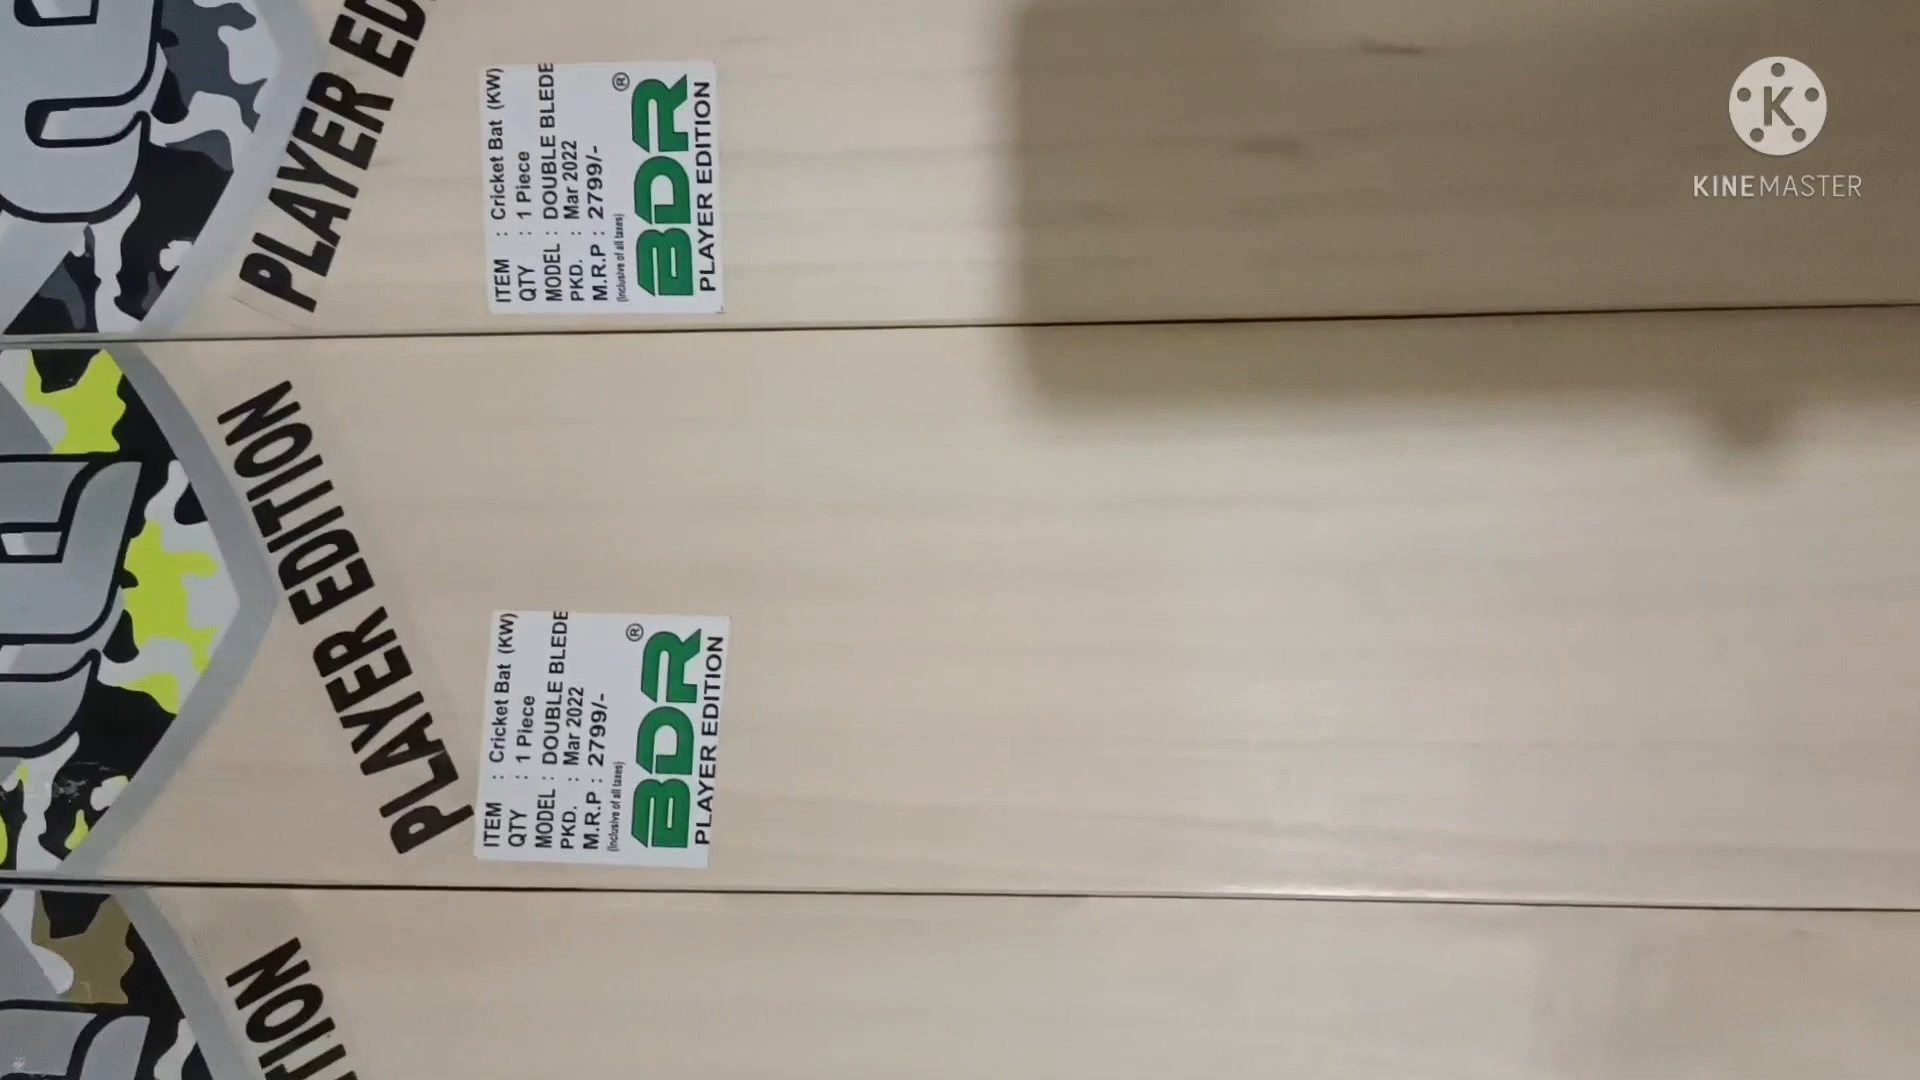 PLAYER ED
ITEM : Cricket Bat (KW)
QTY : 1 Piece
MODEL : DOUBLE BLEDE
PKD. : Mar 2022
M.R.P : 2799/-
(Inclusive of all taxes)
BDR®
PLAYER EDITION
PLAYER EDITION
ITEM : Cricket Bat (KW)
QTY : 1 Piece
MODEL : DOUBLE BLEDE
PKD. : Mar 2022
M.R.P : 2799/-
(Inclusive of all taxes)
BDR®
PLAYER EDITION
TION
K
KINEMASTER